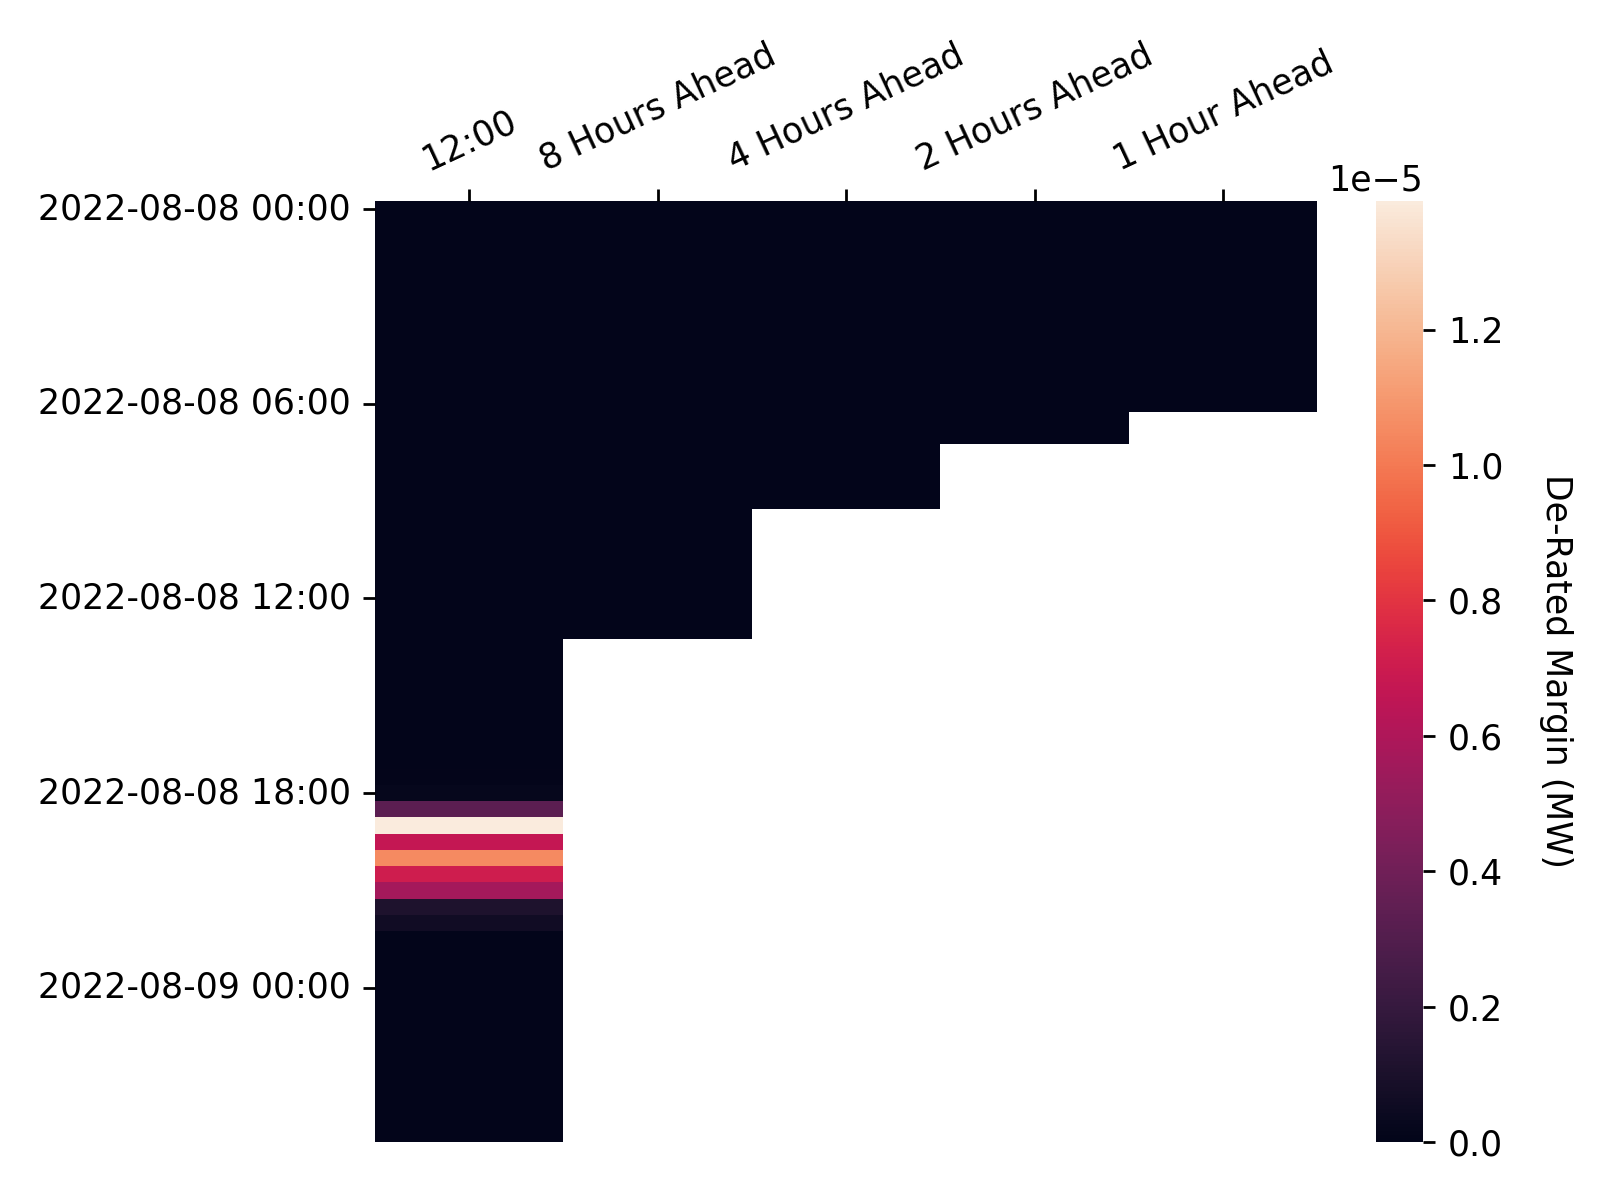 12:00
8 Hours Ahead
4 Hours Ahead
2 Hours Ahead
1 Hour Ahead
1e−5
2022-08-08 00:00
2022-08-08 06:00
2022-08-08 12:00
2022-08-08 18:00
2022-08-09 00:00
1.2
1.0
0.8
0.6
0.4
0.2
0.0
De-Rated Margin (MW)